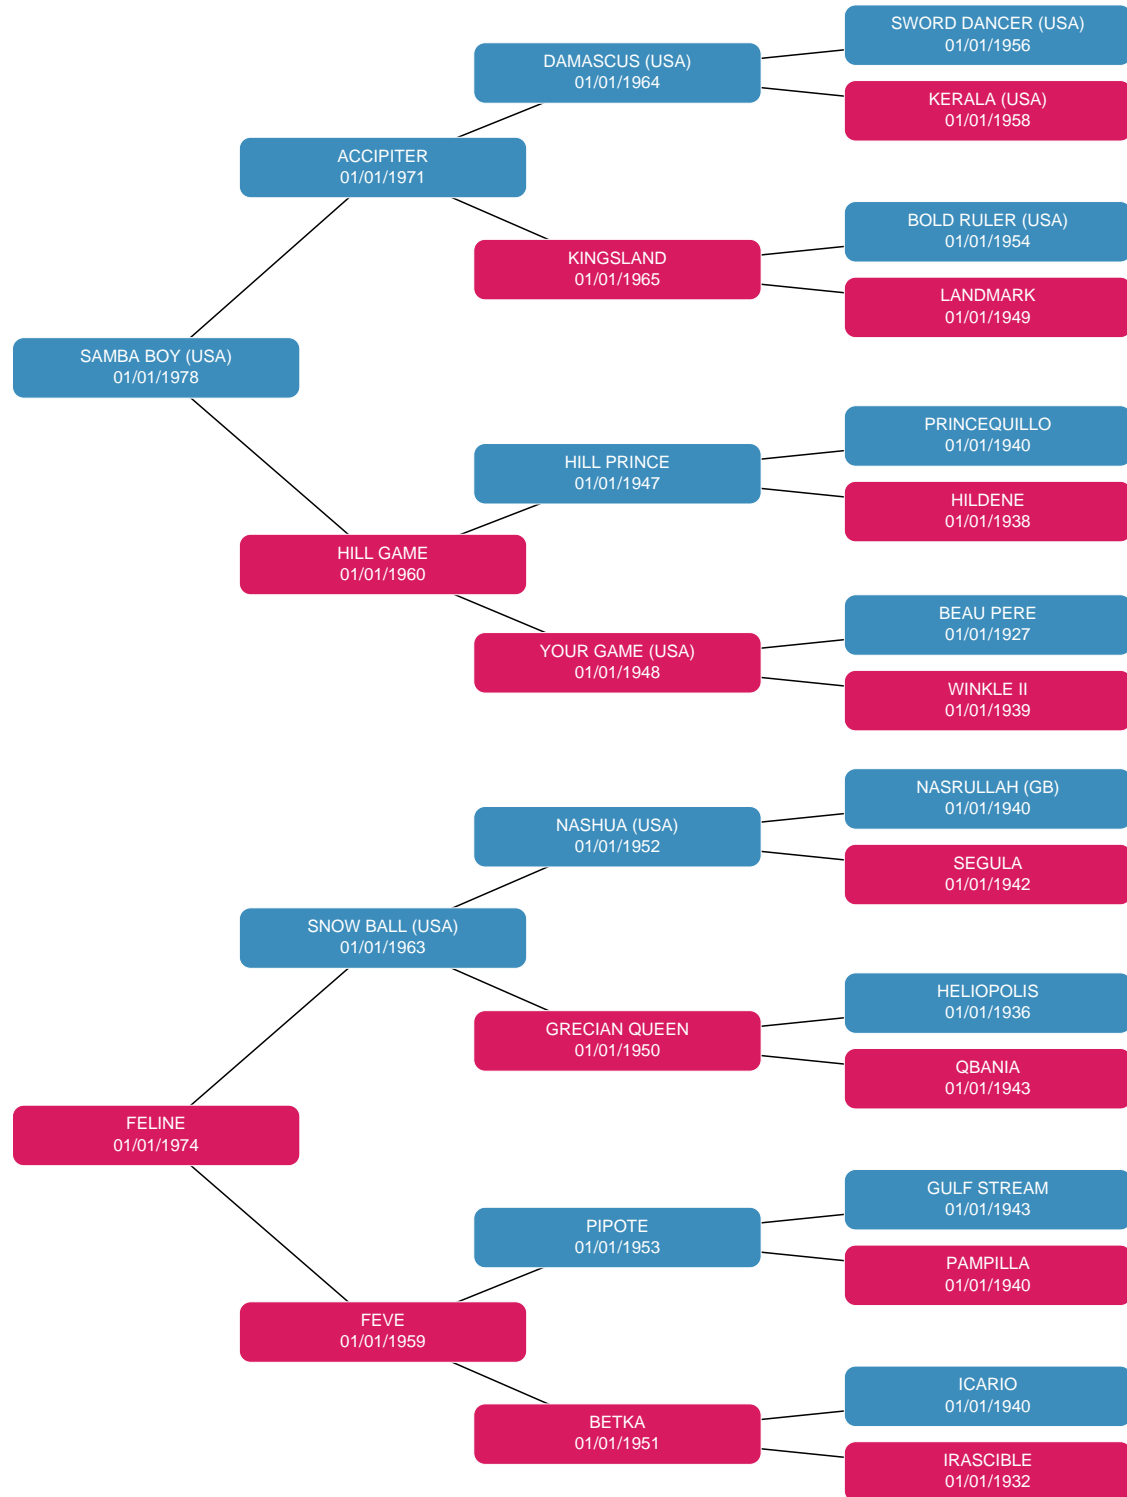 SWORD DANCER (USA)
01/01/1956
DAMASCUS (USA)
01/01/1964
KERALA (USA)
01/01/1958
ACCIPITER
01/01/1971
BOLD RULER (USA)
01/01/1954
KINGSLAND
01/01/1965
LANDMARK
01/01/1949
SAMBA BOY (USA)
01/01/1978
PRINCEQUILLO
01/01/1940
HILL PRINCE
01/01/1947
HILDENE
01/01/1938
HILL GAME
01/01/1960
BEAU PERE
01/01/1927
YOUR GAME (USA)
01/01/1948
WINKLE II
01/01/1939
NASRULLAH (GB)
01/01/1940
NASHUA (USA)
01/01/1952
SEGULA
01/01/1942
SNOW BALL (USA)
01/01/1963
HELIOPOLIS
01/01/1936
GRECIAN QUEEN
01/01/1950
QBANIA
01/01/1943
FELINE
01/01/1974
GULF STREAM
01/01/1943
PIPOTE
01/01/1953
PAMPILLA
01/01/1940
FEVE
01/01/1959
ICARIO
01/01/1940
BETKA
01/01/1951
IRASCIBLE
01/01/1932